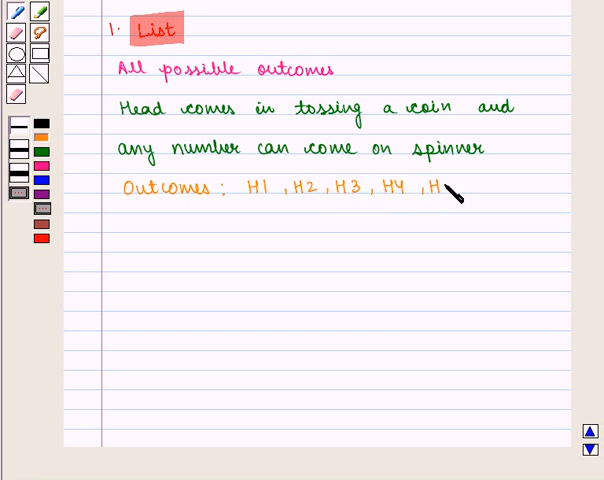 1. List
All possible outcomes
Head comes in tossing a coin and
any number can come on spinner
Outcomes : H1 , H2 , H3 , H4 , H